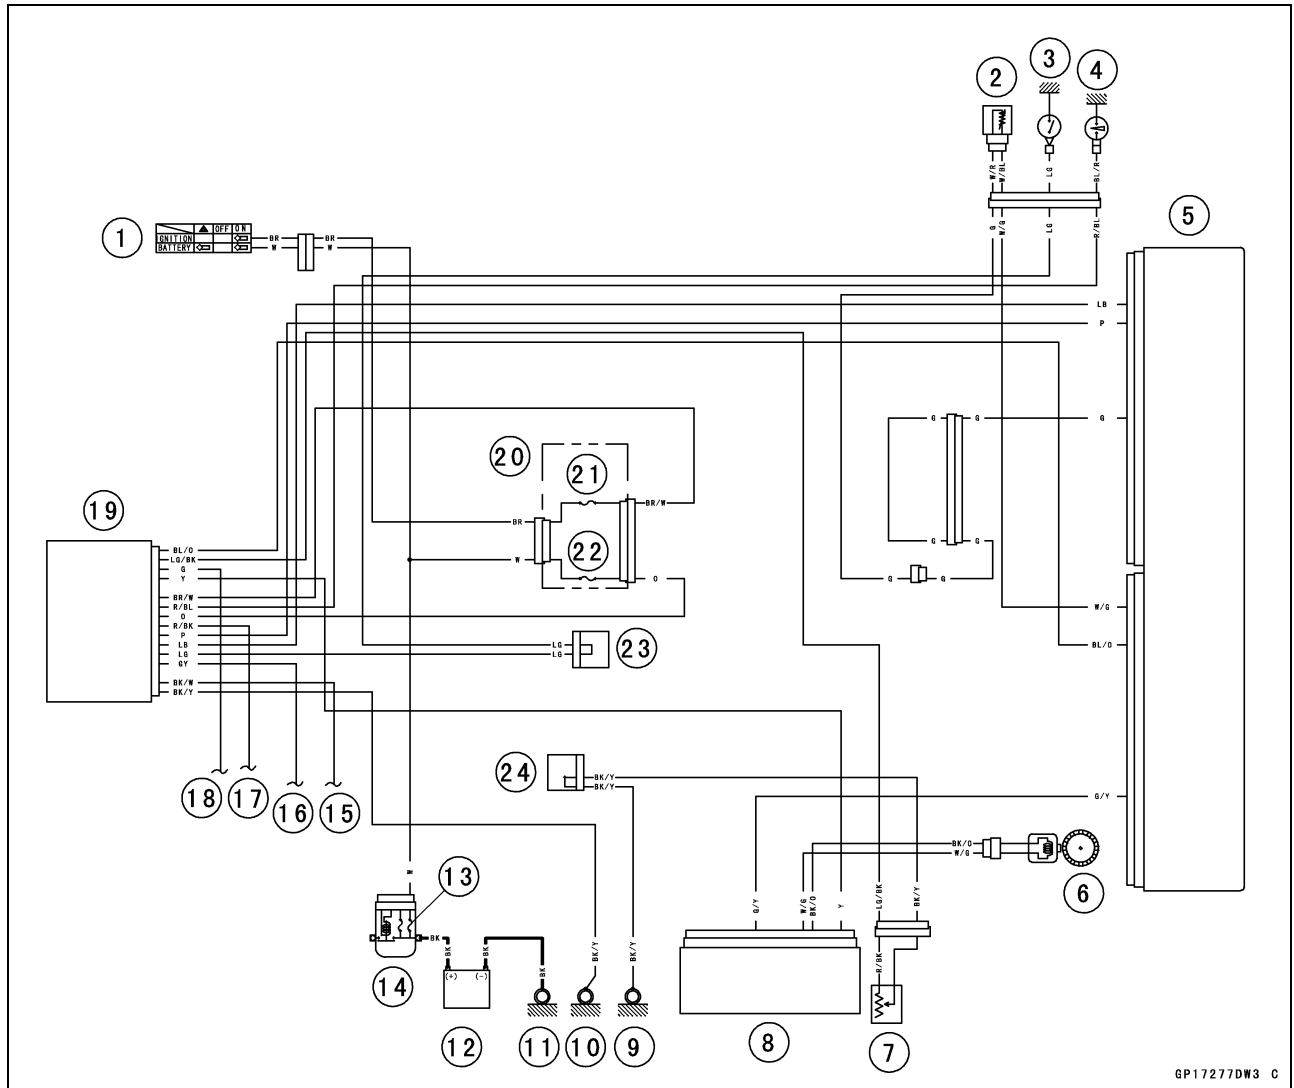 2
3
4
W/R
W/BL
LG
BL/R
G
W/G
LG
R/BL
5
1
OFF ON
IGNITION
BATTERY
BR
W
BR
W
LB
P
G
G
G
G
G
G
20
21
BR
BR/W
22
W
O
19
BL/O
LG/BK
G
Y
BR/W
R/BL
O
R/BK
P
LB
LG
GY
BK/W
BK/Y
W/G
BL/O
LG
LG
23
24
BK/Y
BK/Y
18
17
16
15
G/Y
BK/O
W/G
6
W
13
G/Y
W/G
BK/O
Y
LG/BK
BK/Y
BK
BK
BK
BK
BK/Y
BK/Y
R/BK
(+)
(-)
14
12
11
10
9
8
7
GP17277DW3 C